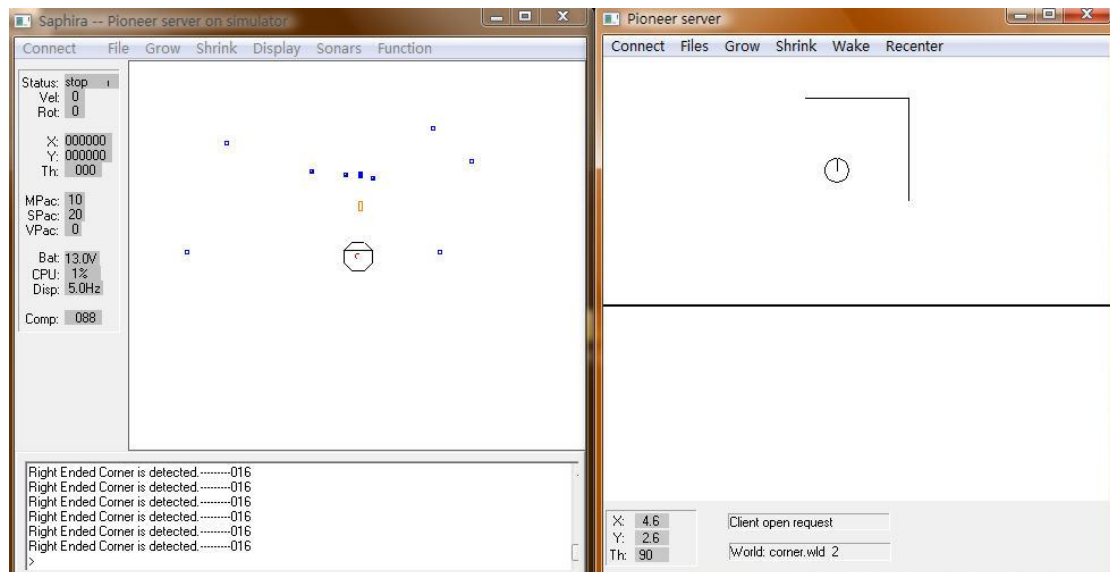 Saphira -- Pioneer server on simulator
Connect File Grow Shrink Display Sonars Function
Status: stop
Vel: 0
Rot: 0
X: 000000
Y: 000000
Th: 000
MPac: 10
SPac: 20
VPac: 0
Bat: 13.0V
CPU: 1%
Disp: 5.0Hz
Comp: 088
Right Ended Corner is detected.---------016
Right Ended Corner is detected.---------016
Right Ended Corner is detected.---------016
Right Ended Corner is detected.---------016
Right Ended Corner is detected.---------016
Right Ended Corner is detected.---------016
>
Pioneer server
Connect Files Grow Shrink Wake Recenter
X: 4.6
Y: 2.6
Th: 90
Client open request
World: corner.wld 2